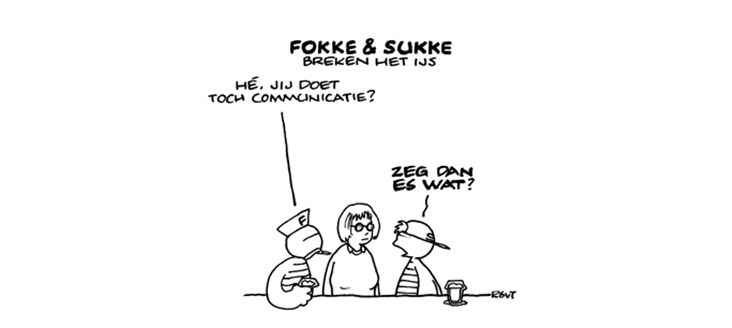 FOKKE & SUKKE
BREKEN HET IJS
HÉ, JIJ DOET
TOCH COMMUNICATIE?
ZEG DAN
ES WAT?
F
S
RGVT